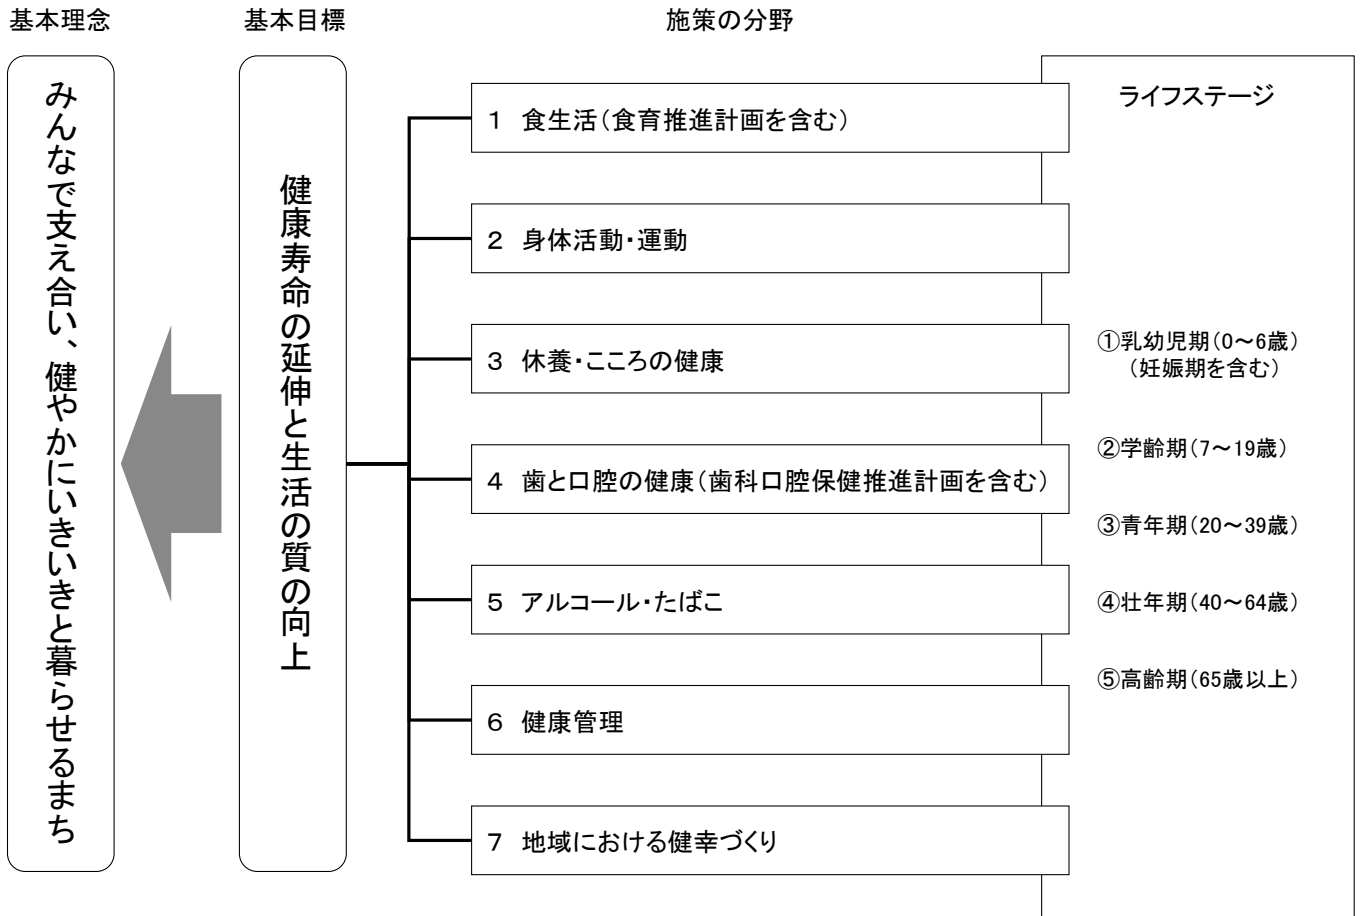 基本理念
基本目標
施策の分野
みんなで支え合い、健やかにいきいきと暮らせるまち
健康寿命の延伸と生活の質の向上
1 食生活(食育推進計画を含む)
2 身体活動・運動
3 休養・こころの健康
4 歯と口腔の健康(歯科口腔保健推進計画を含む)
5 アルコール・たばこ
6 健康管理
7 地域における健幸づくり
ライフステージ
①乳幼児期(0～6歳)
(妊娠期を含む)
②学齢期(7～19歳)
③青年期(20～39歳)
④壮年期(40～64歳)
⑤高齢期(65歳以上)